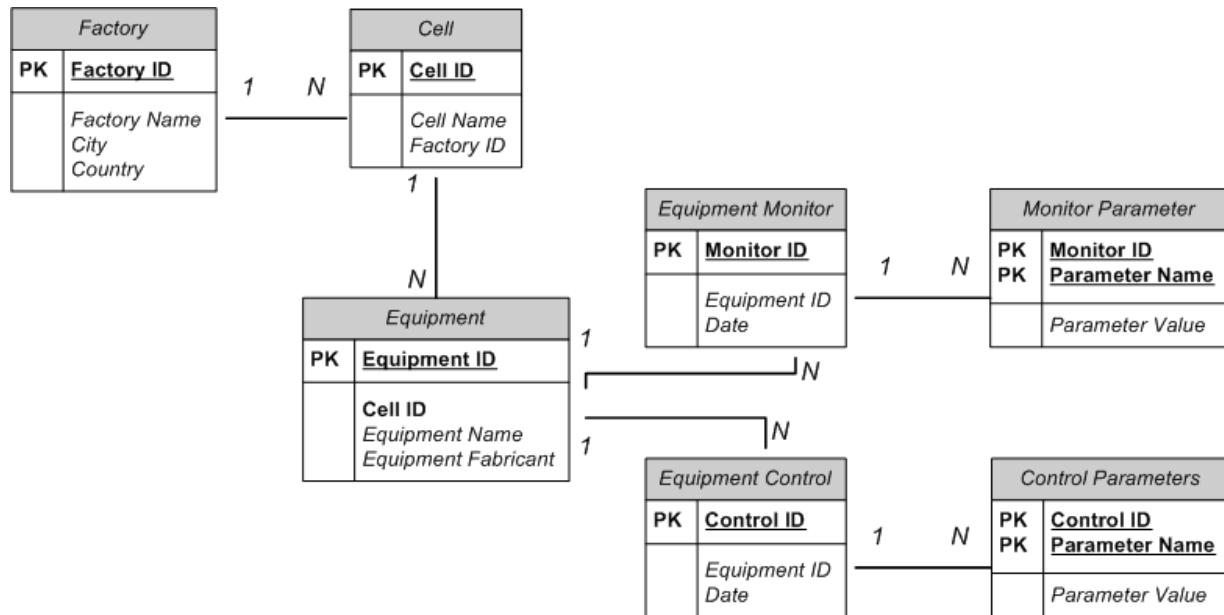 Factory
PK Factory ID
Factory Name
City
Country
1 N
Cell
PK Cell ID
Cell Name
Factory ID
1
N
Equipment
PK Equipment ID
Cell ID
Equipment Name
Equipment Fabricant
1
N
1
N
Equipment Monitor
PK Monitor ID
Equipment ID
Date
1 N
Monitor Parameter
PK Monitor ID
PK Parameter Name
Parameter Value
Equipment Control
PK Control ID
Equipment ID
Date
1 N
Control Parameters
PK Control ID
PK Parameter Name
Parameter Value